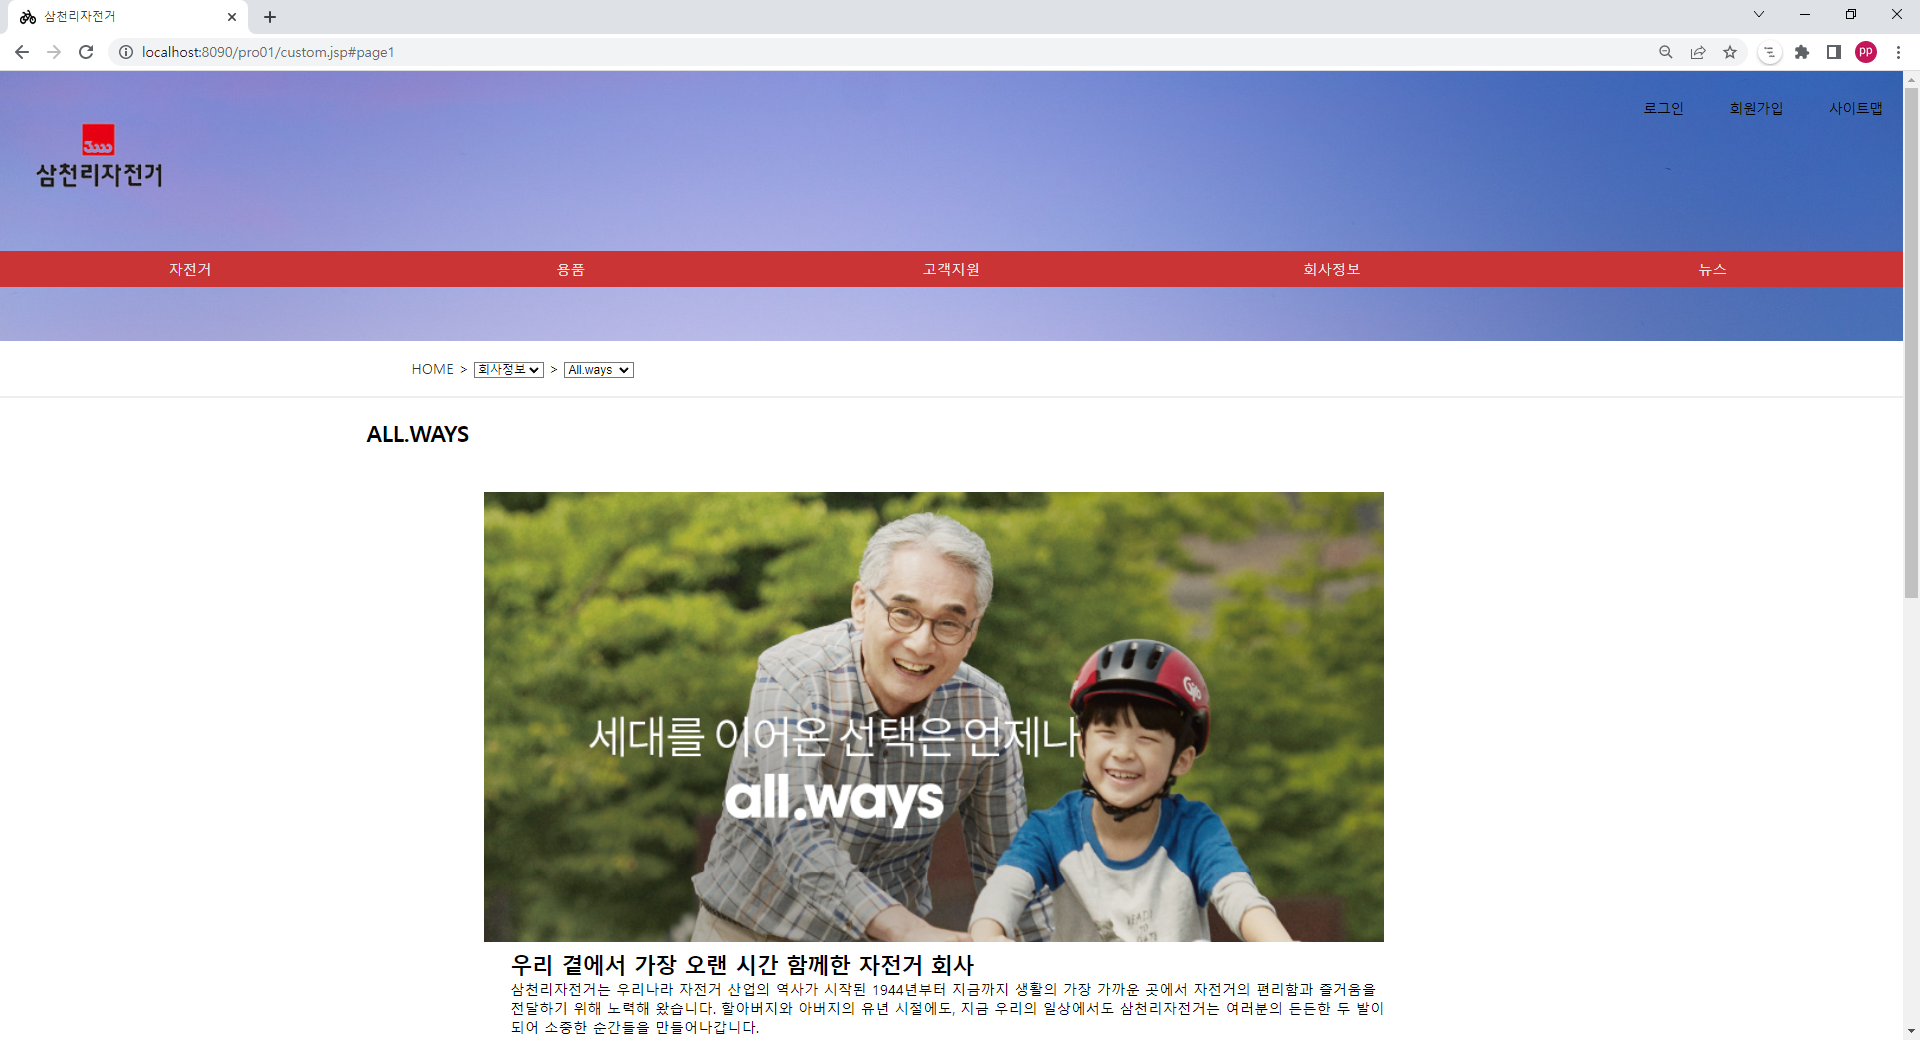 삼천리자전거
localhost:8090/pro01/custom.jsp#page1
pp
로그인 회원가입 사이트맵
3000
삼천리자전거
자전거 용품 고객지원 회사정보 뉴스
HOME > 회사정보 > All.ways
ALL.WAYS
세대를 이어온 선택은 언제나
all.ways
우리 곁에서 가장 오랜 시간 함께한 자전거 회사
삼천리자전거는 우리나라 자전거 산업의 역사가 시작된 1944년부터 지금까지 생활의 가장 가까운 곳에서 자전거의 편리함과 즐거움을
전달하기 위해 노력해 왔습니다. 할아버지와 아버지의 유년 시절에도, 지금 우리의 일상에서도 삼천리자전거는 여러분의 든든한 두 발이
되어 소중한 순간들을 만들어나갑니다.